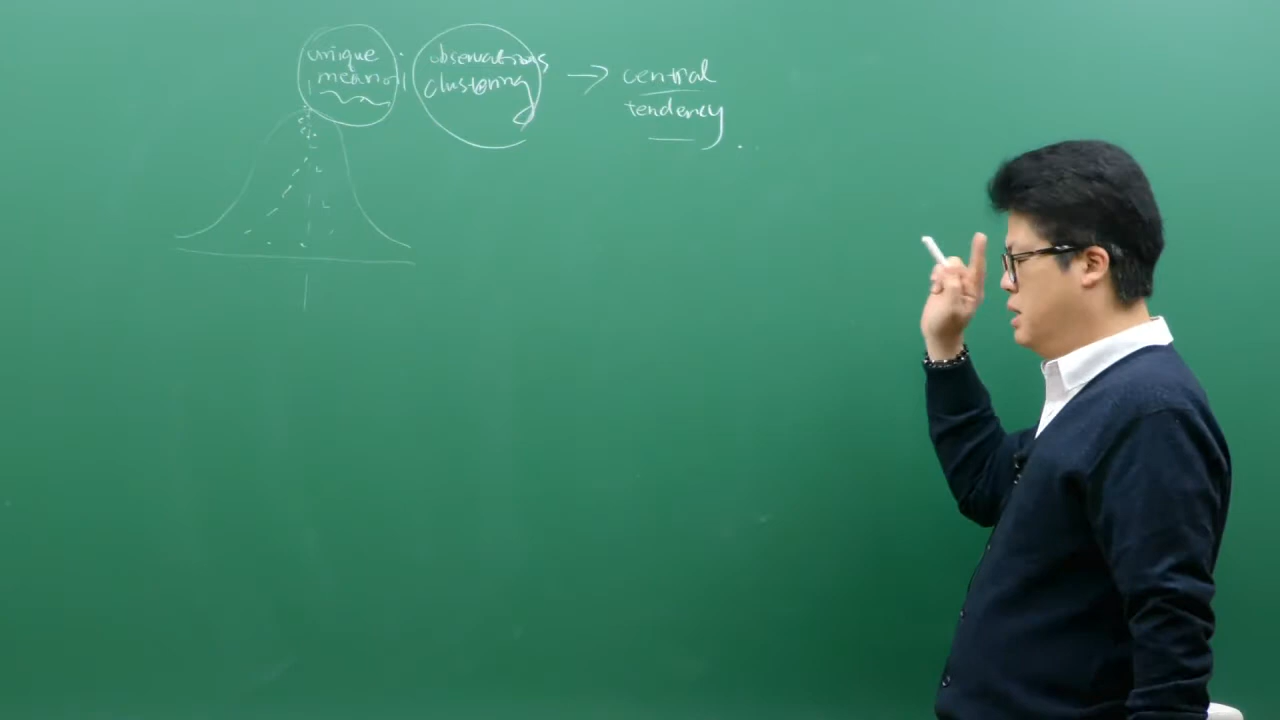 unique
mean
observations
clustering
→ central
tendency